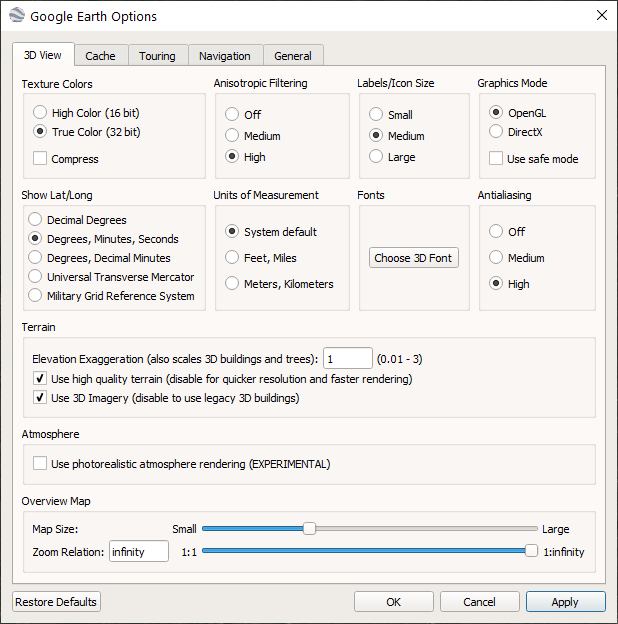 Google Earth Options
3D View Cache Touring Navigation General
Texture Colors
High Color (16 bit)
True Color (32 bit)
Compress
Anisotropic Filtering
Off
Medium
High
Labels/Icon Size
Small
Medium
Large
Graphics Mode
OpenGL
DirectX
Use safe mode
Show Lat/Long
Decimal Degrees
Degrees, Minutes, Seconds
Degrees, Decimal Minutes
Universal Transverse Mercator
Military Grid Reference System
Units of Measurement
System default
Feet, Miles
Meters, Kilometers
Fonts
Choose 3D Font
Antialiasing
Off
Medium
High
Terrain
Elevation Exaggeration (also scales 3D buildings and trees): 1 (0.01 - 3)
Use high quality terrain (disable for quicker resolution and faster rendering)
Use 3D Imagery (disable to use legacy 3D buildings)
Atmosphere
Use photorealistic atmosphere rendering (EXPERIMENTAL)
Overview Map
Map Size: Small Large
Zoom Relation: infinity 1:1 1:infinity
Restore Defaults OK Cancel Apply